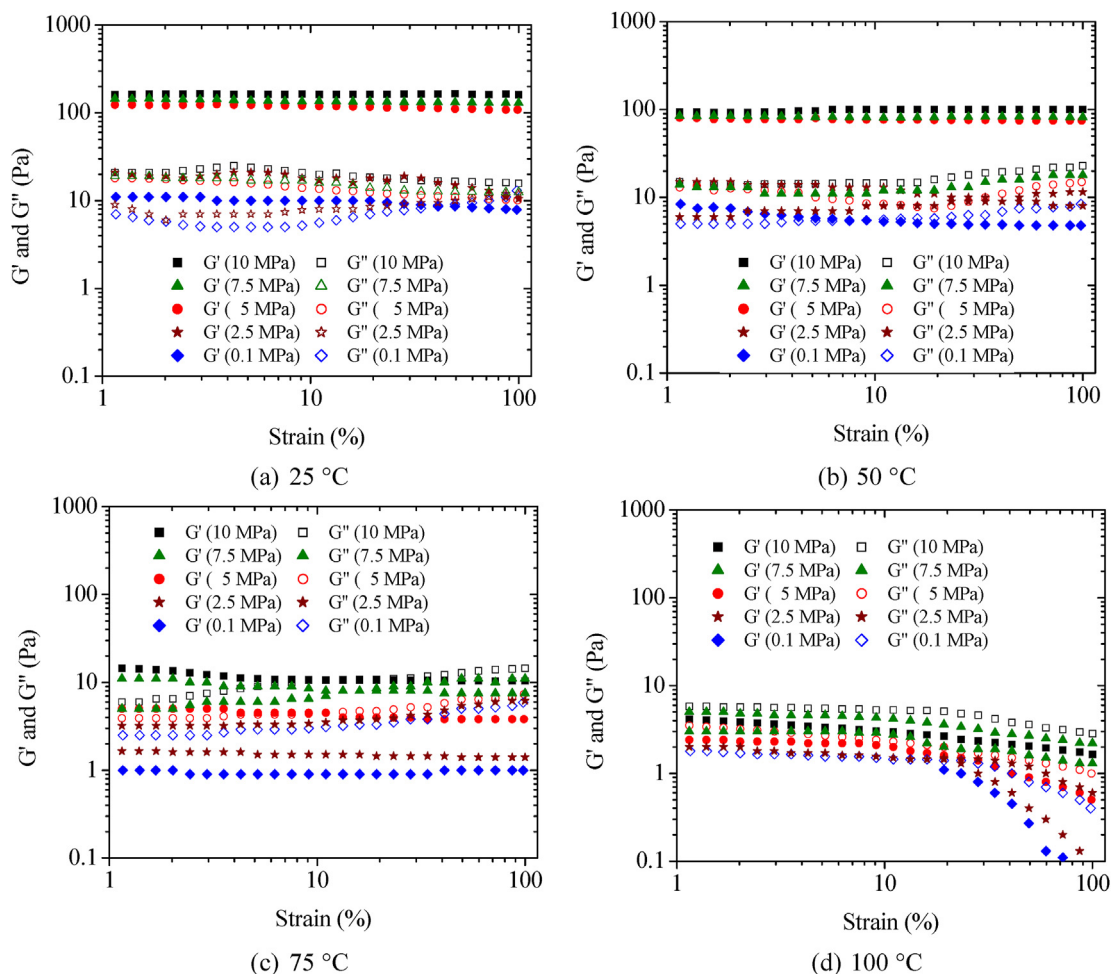 1000
100
10
1
0.1
G' and G'' (Pa)
G' (10 MPa) G'' (10 MPa)
G' (7.5 MPa) G'' (7.5 MPa)
G' ( 5 MPa) G'' ( 5 MPa)
G' (2.5 MPa) G'' (2.5 MPa)
G' (0.1 MPa) G'' (0.1 MPa)
1 10 100
Strain (%)
(a) 25 °C
1000
100
10
1
0.1
G' and G'' (Pa)
G' (10 MPa) G'' (10 MPa)
G' (7.5 MPa) G'' (7.5 MPa)
G' ( 5 MPa) G'' ( 5 MPa)
G' (2.5 MPa) G'' (2.5 MPa)
G' (0.1 MPa) G'' (0.1 MPa)
1 10 100
Strain (%)
(b) 50 °C
1000
100
10
1
0.1
G' and G'' (Pa)
G' (10 MPa) G'' (10 MPa)
G' (7.5 MPa) G'' (7.5 MPa)
G' ( 5 MPa) G'' ( 5 MPa)
G' (2.5 MPa) G'' (2.5 MPa)
G' (0.1 MPa) G'' (0.1 MPa)
1 10 100
Strain (%)
(c) 75 °C
1000
100
10
1
0.1
G' and G'' (Pa)
G' (10 MPa) G'' (10 MPa)
G' (7.5 MPa) G'' (7.5 MPa)
G' ( 5 MPa) G'' ( 5 MPa)
G' (2.5 MPa) G'' (2.5 MPa)
G' (0.1 MPa) G'' (0.1 MPa)
1 10 100
Strain (%)
(d) 100 °C